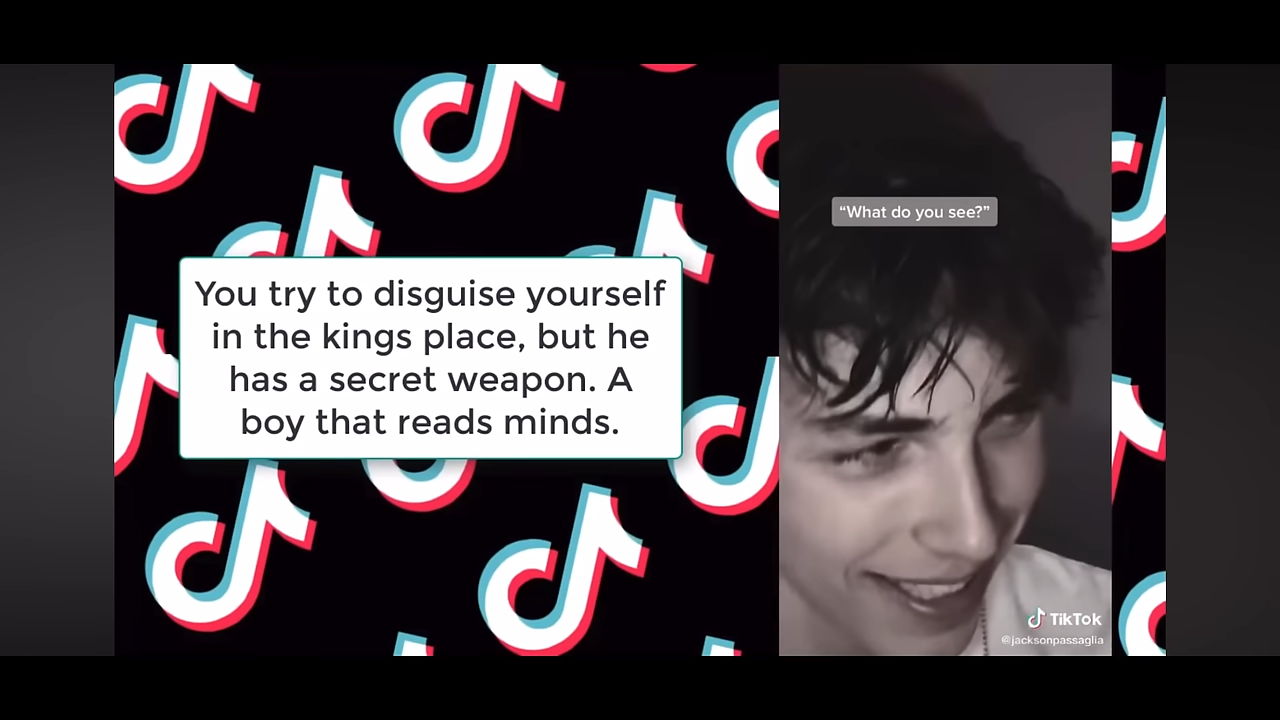 You try to disguise yourself
in the kings place, but he
has a secret weapon. A
boy that reads minds.
“What do you see?”
TikTok
@jacksonpassaglia